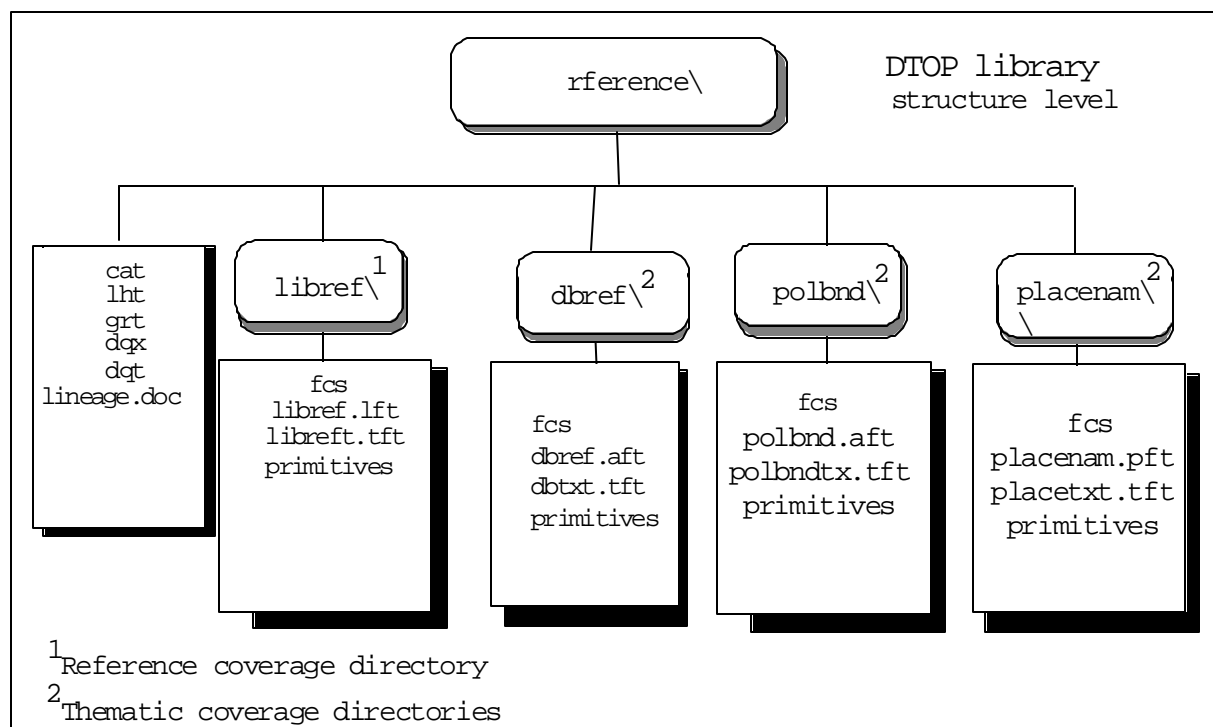 rference\
DTOP library
structure level
cat
lht
grt
dqx
dqt
lineage.doc
libref\1
fcs
libref.lft
libreft.tft
primitives
dbref\2
fcs
dbref.aft
dbtxt.tft
primitives
polbnd\2
fcs
polbnd.aft
polbndtx.tft
primitives
placenam\2
\
fcs
placenam.pft
placetxt.tft
primitives
1Reference coverage directory
2Thematic coverage directories